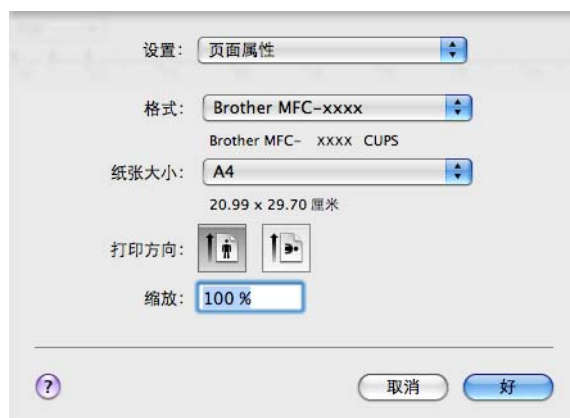 设置： 页面属性
格式： Brother MFC-xxxx
Brother MFC- xxxx CUPS
纸张大小： A4
20.99 x 29.70 厘米
打印方向：
缩放： 100 %
? 取消 好